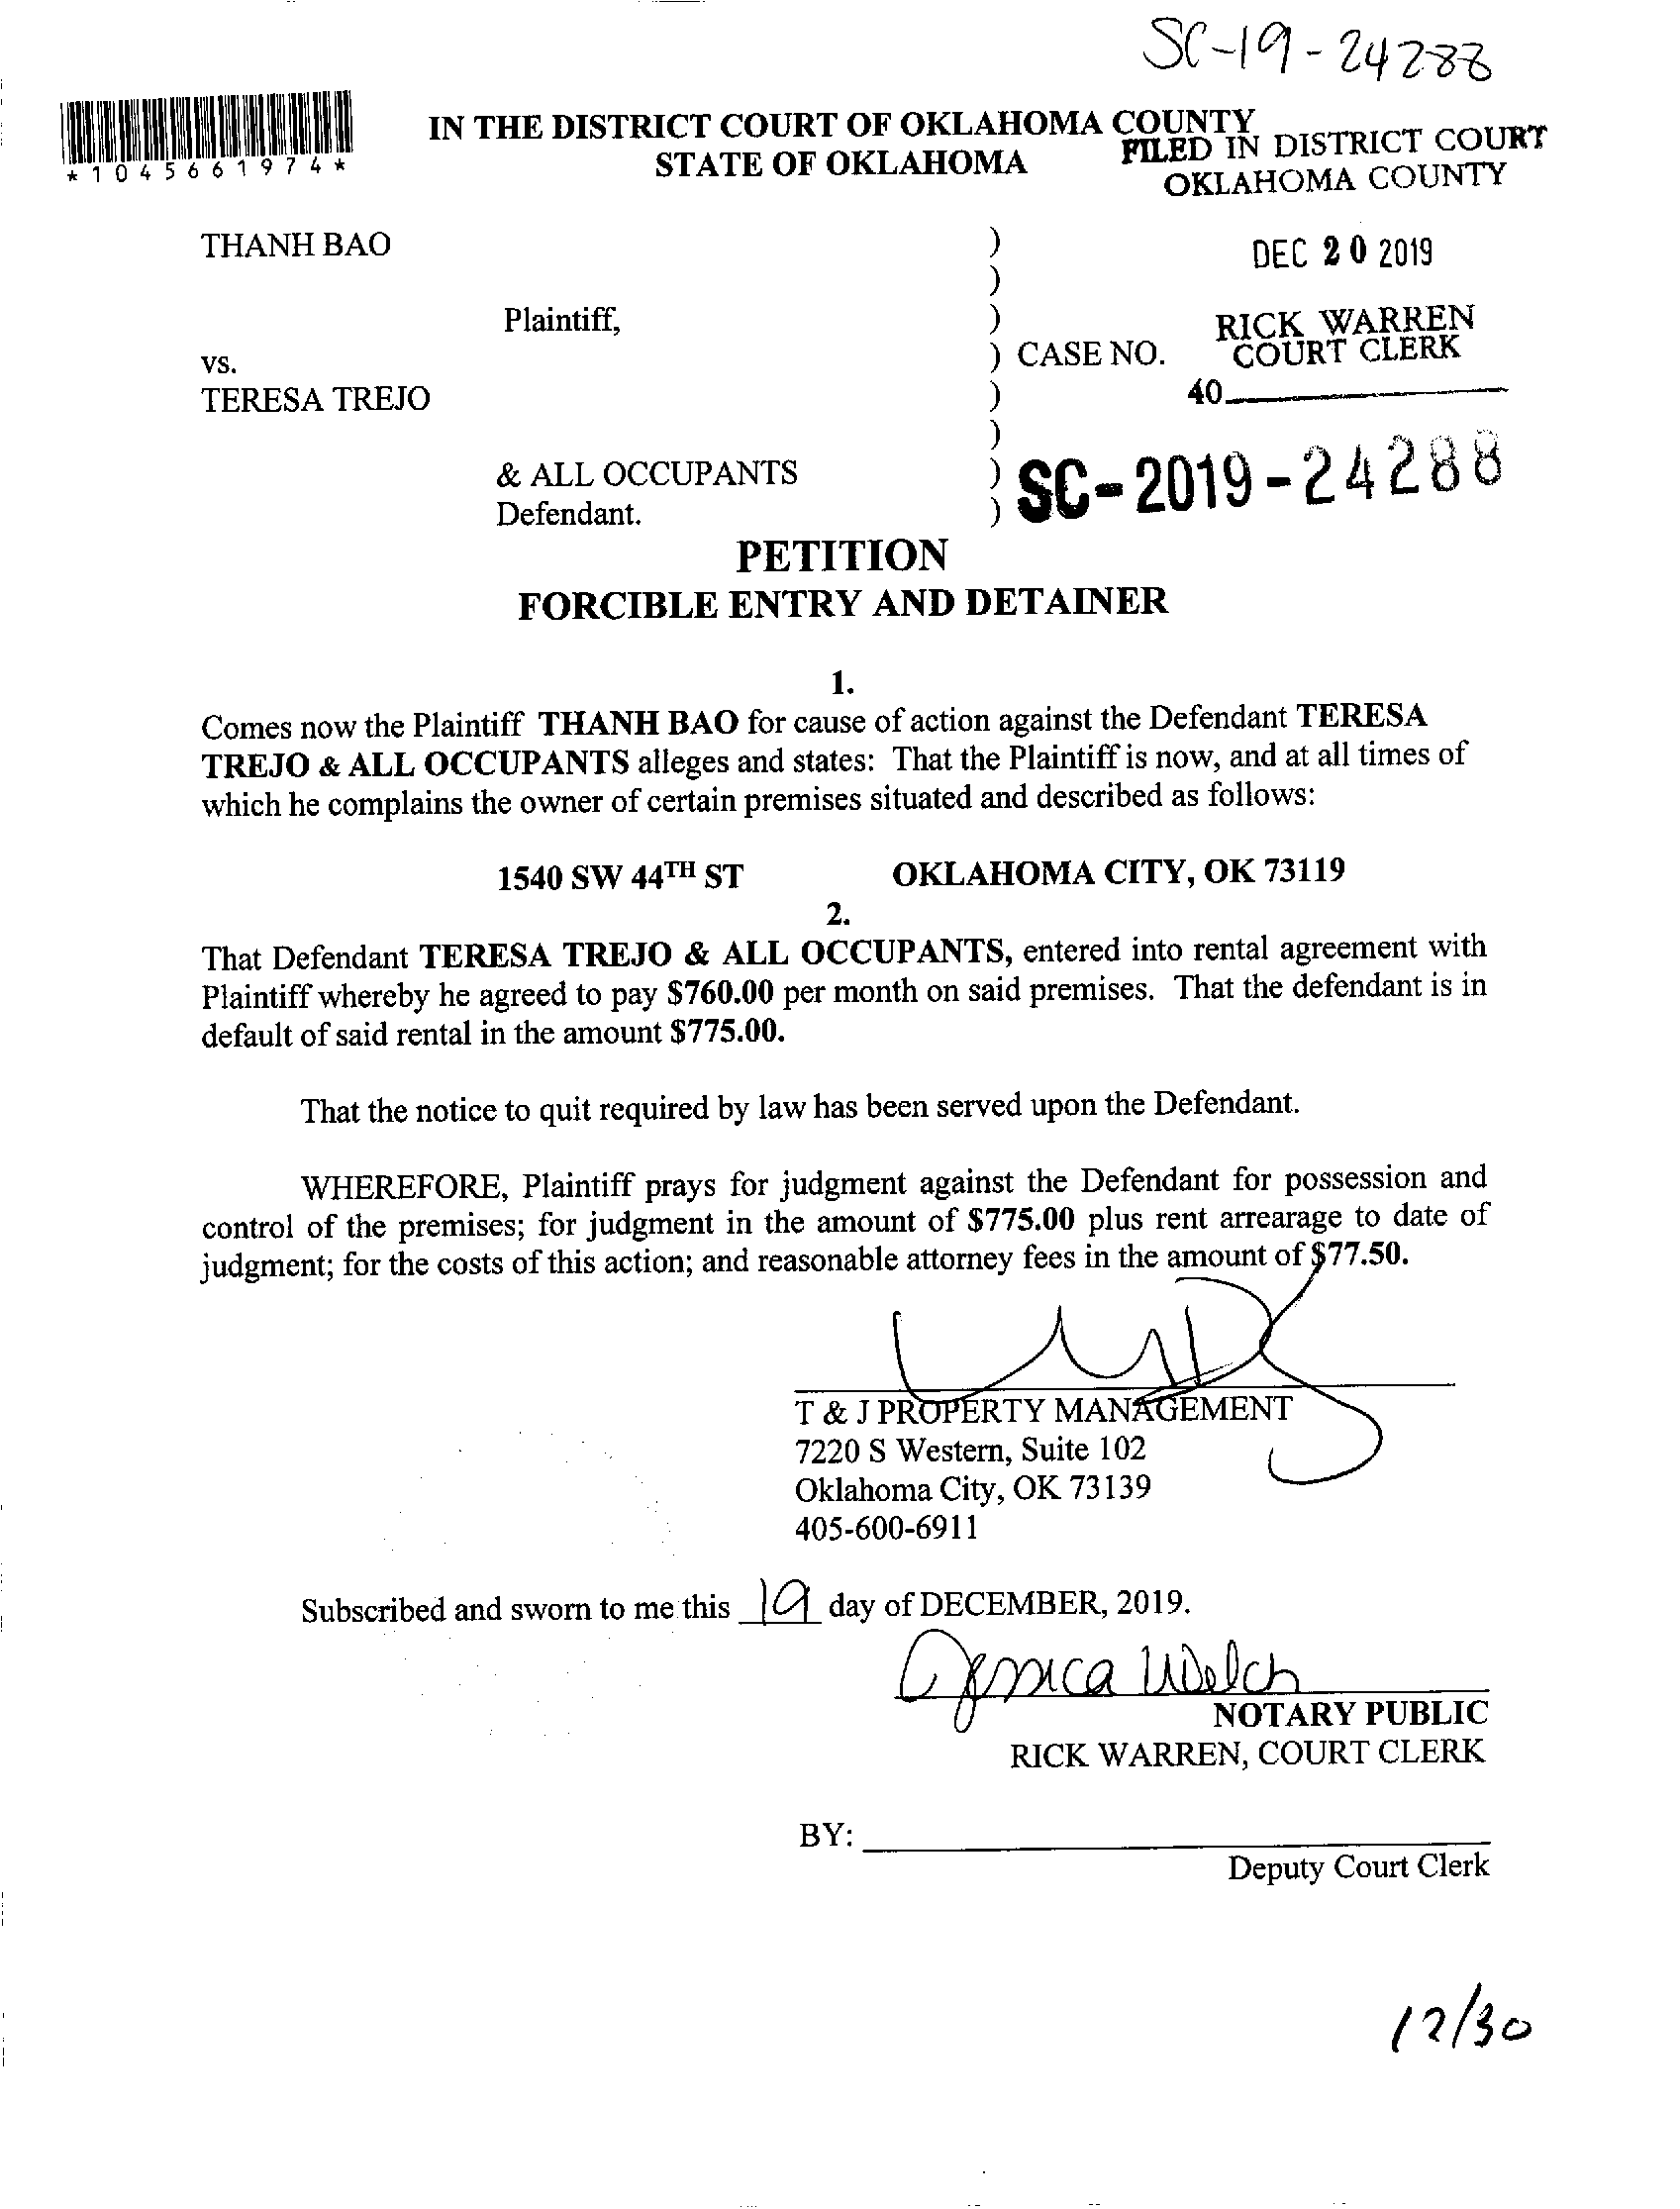 SC-19-24288
*1045661974*
IN THE DISTRICT COURT OF OKLAHOMA COUNTY
STATE OF OKLAHOMA
FILED IN DISTRICT COURT
OKLAHOMA COUNTY
THANH BAO )
DEC 20 2019
)
Plaintiff, )
RICK WARREN
vs. ) CASE NO.
COURT CLERK
TERESA TREJO )
40
)
& ALL OCCUPANTS )
SC-2019-24288
Defendant. )
PETITION
FORCIBLE ENTRY AND DETAINER
1.
Comes now the Plaintiff THANH BAO for cause of action against the Defendant TERESA
TREJO & ALL OCCUPANTS alleges and states: That the Plaintiff is now, and at all times of
which he complains the owner of certain premises situated and described as follows:
1540 SW 44TH ST OKLAHOMA CITY, OK 73119
2.
That Defendant TERESA TREJO & ALL OCCUPANTS, entered into rental agreement with
Plaintiff whereby he agreed to pay $760.00 per month on said premises. That the defendant is in
default of said rental in the amount $775.00.
That the notice to quit required by law has been served upon the Defendant.
WHEREFORE, Plaintiff prays for judgment against the Defendant for possession and
control of the premises; for judgment in the amount of $775.00 plus rent arrearage to date of
judgment; for the costs of this action; and reasonable attorney fees in the amount of $77.50.
T & J PROPERTY MANAGEMENT
7220 S Western, Suite 102
Oklahoma City, OK 73139
405-600-6911
Subscribed and sworn to me this 19 day of DECEMBER, 2019.
Jessica Welch
NOTARY PUBLIC
RICK WARREN, COURT CLERK
BY:
Deputy Court Clerk
12/30